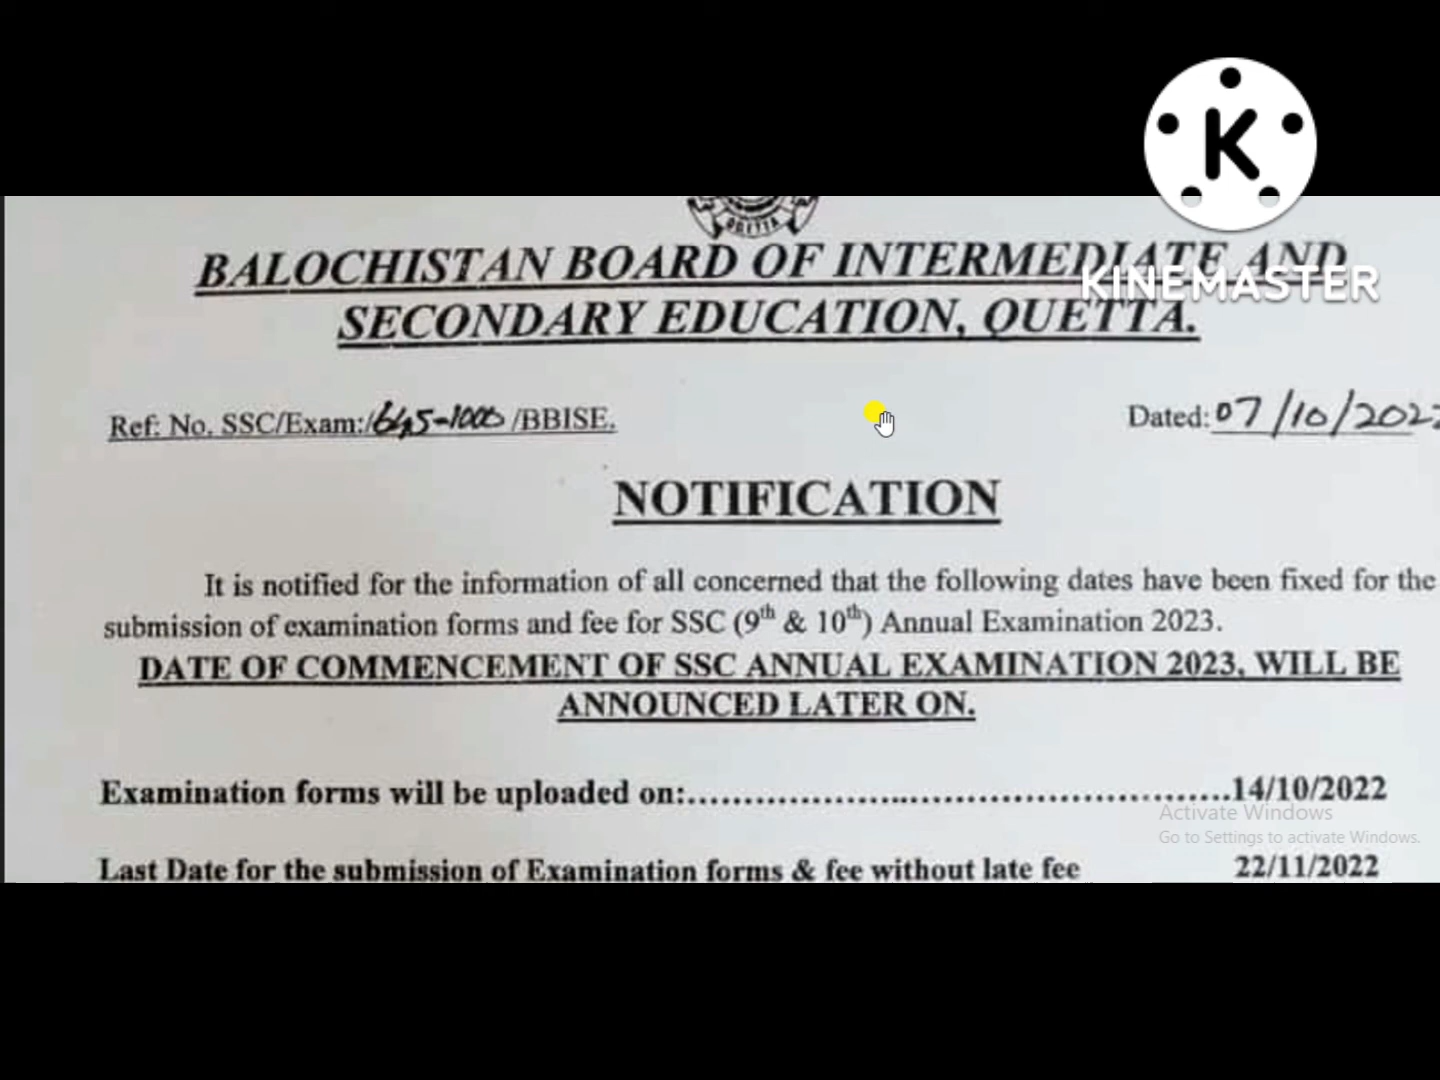 K
KINEMASTER
QUETTA
BALOCHISTAN BOARD OF INTERMEDIATE AND
SECONDARY EDUCATION, QUETTA.
Ref: No. SSC/Exam:/645-1000/BBISE.
Dated: 07/10/2022
NOTIFICATION
It is notified for the information of all concerned that the following dates have been fixed for the
submission of examination forms and fee for SSC (9th & 10th) Annual Examination 2023.
DATE OF COMMENCEMENT OF SSC ANNUAL EXAMINATION 2023, WILL BE
ANNOUNCED LATER ON.
Examination forms will be uploaded on:..........................................................14/10/2022
Activate Windows
Go to Settings to activate Windows.
Last Date for the submission of Examination forms & fee without late fee 22/11/2022